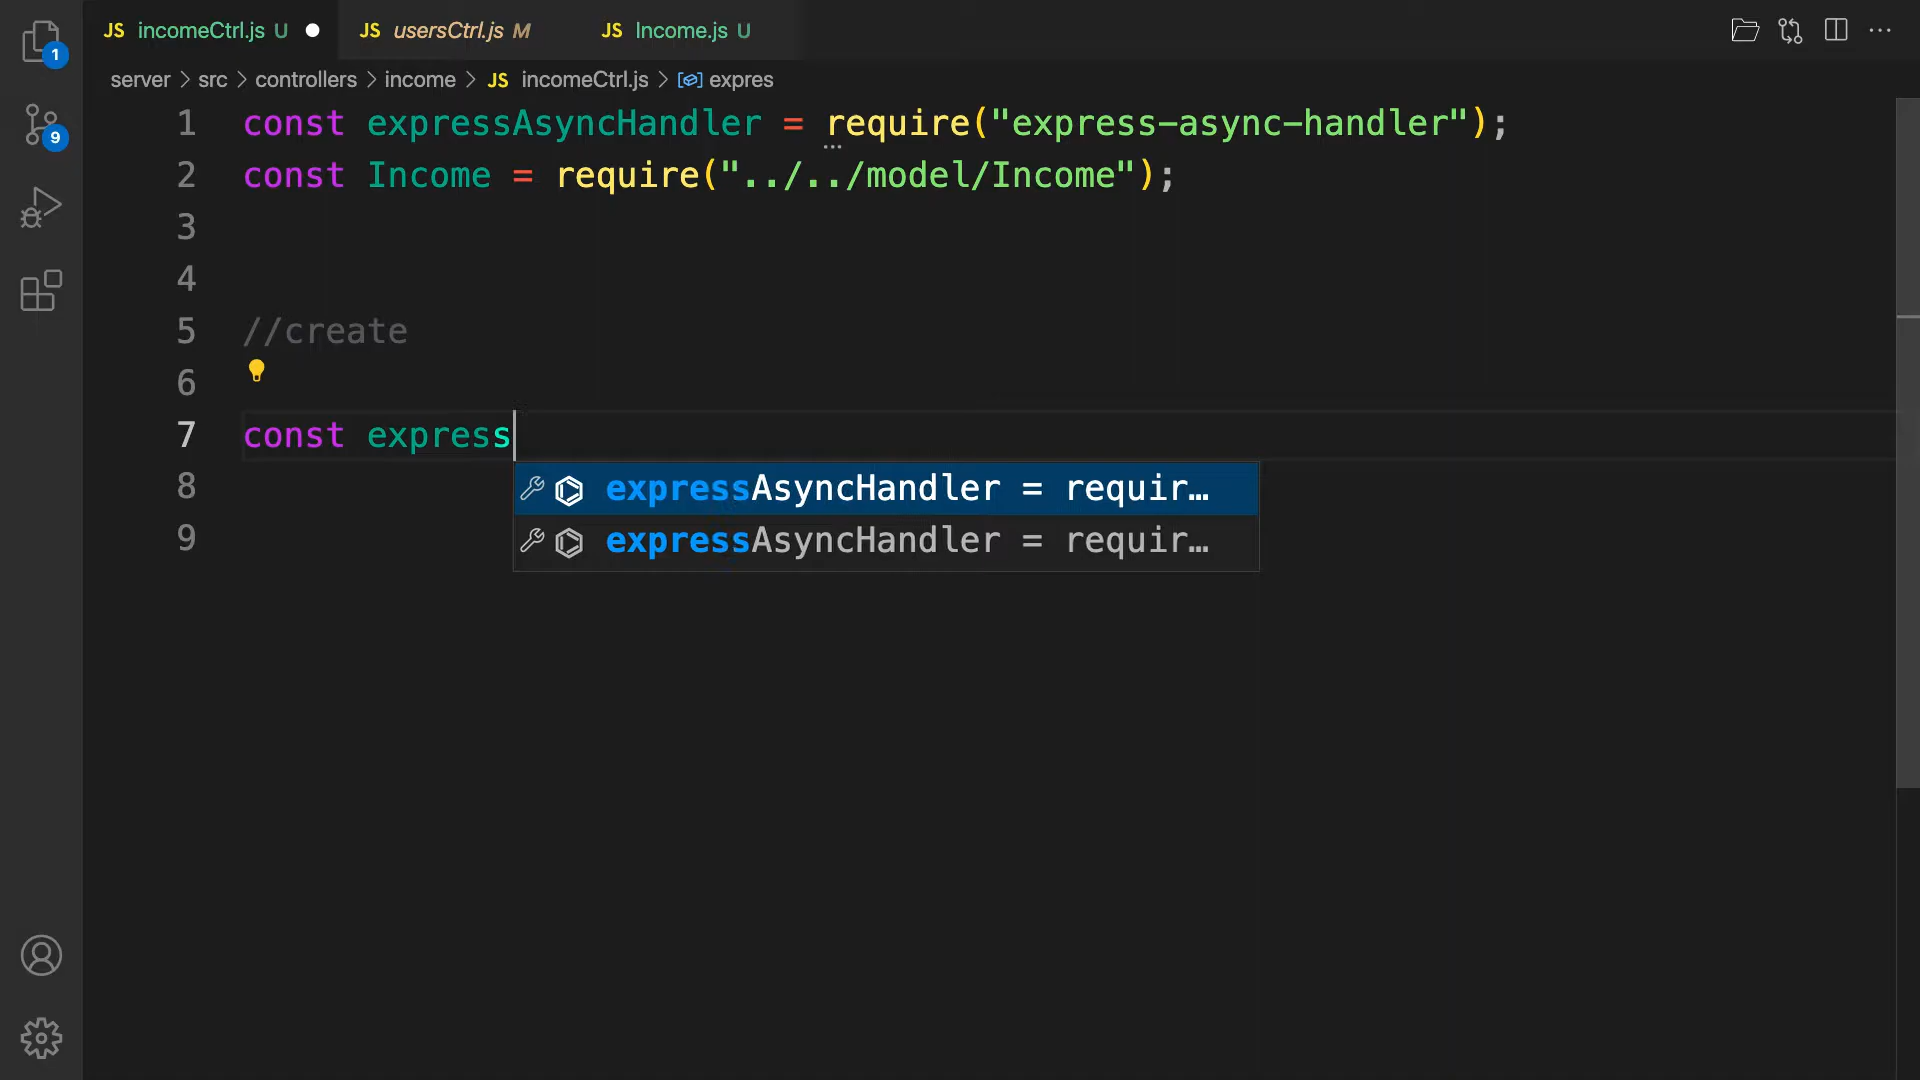 JS incomeCtrl.js U JS usersCtrl.js M JS Income.js U
1
server > src > controllers > income > JS incomeCtrl.js > expres
1 const expressAsyncHandler = require("express-async-handler");
9
2 const Income = require("../../model/Income");
3
4
5 //create
6
7 const express
8 expressAsyncHandler = requir…
9 expressAsyncHandler = requir…